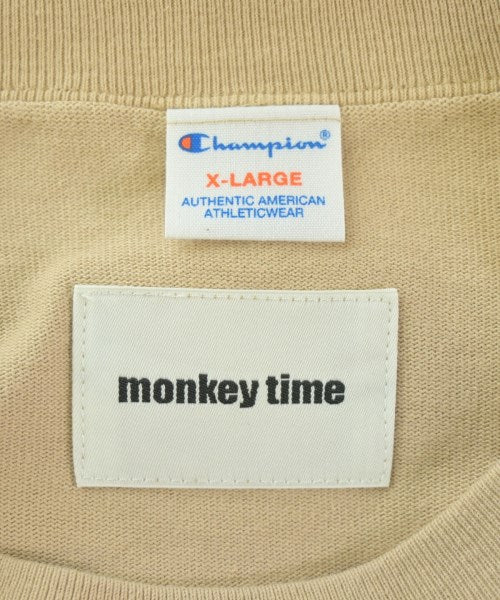 Champion®
X-LARGE
AUTHENTIC AMERICAN
ATHLETICWEAR
monkey time